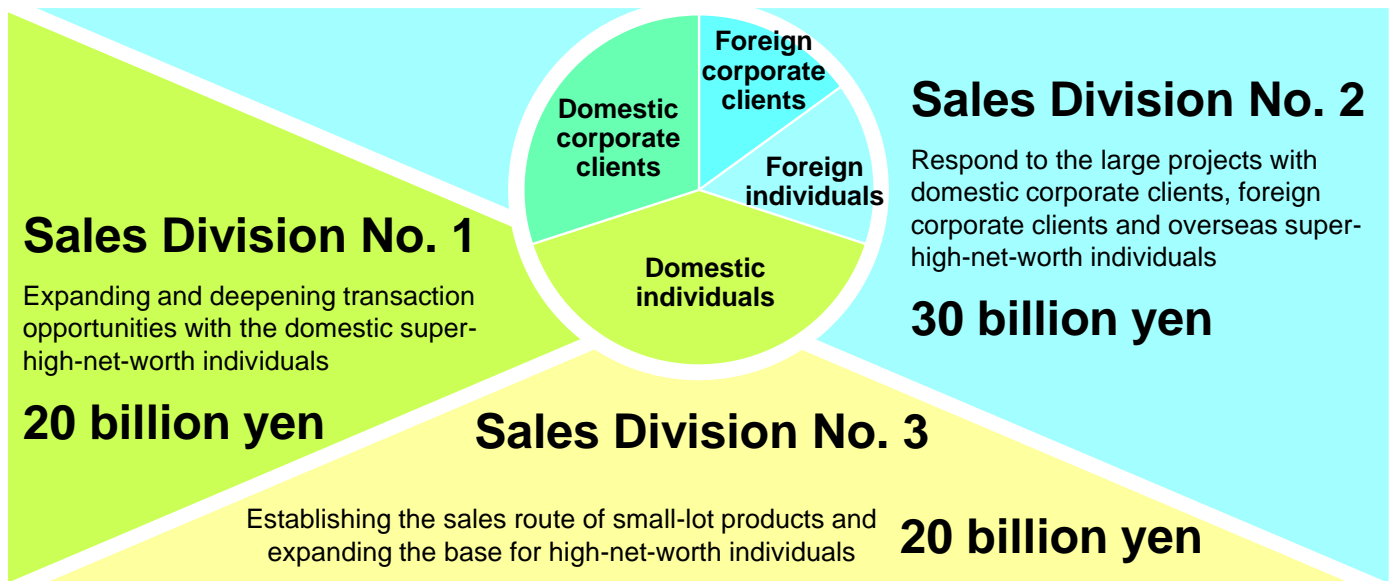 Sales Division No. 1
Expanding and deepening transaction
opportunities with the domestic super-
high-net-worth individuals
20 billion yen
Foreign
corporate
clients
Domestic
corporate
clients
Foreign
individuals
Domestic
individuals
Sales Division No. 2
Respond to the large projects with
domestic corporate clients, foreign
corporate clients and overseas super-
high-net-worth individuals
30 billion yen
Sales Division No. 3
Establishing the sales route of small-lot products and
expanding the base for high-net-worth individuals
20 billion yen